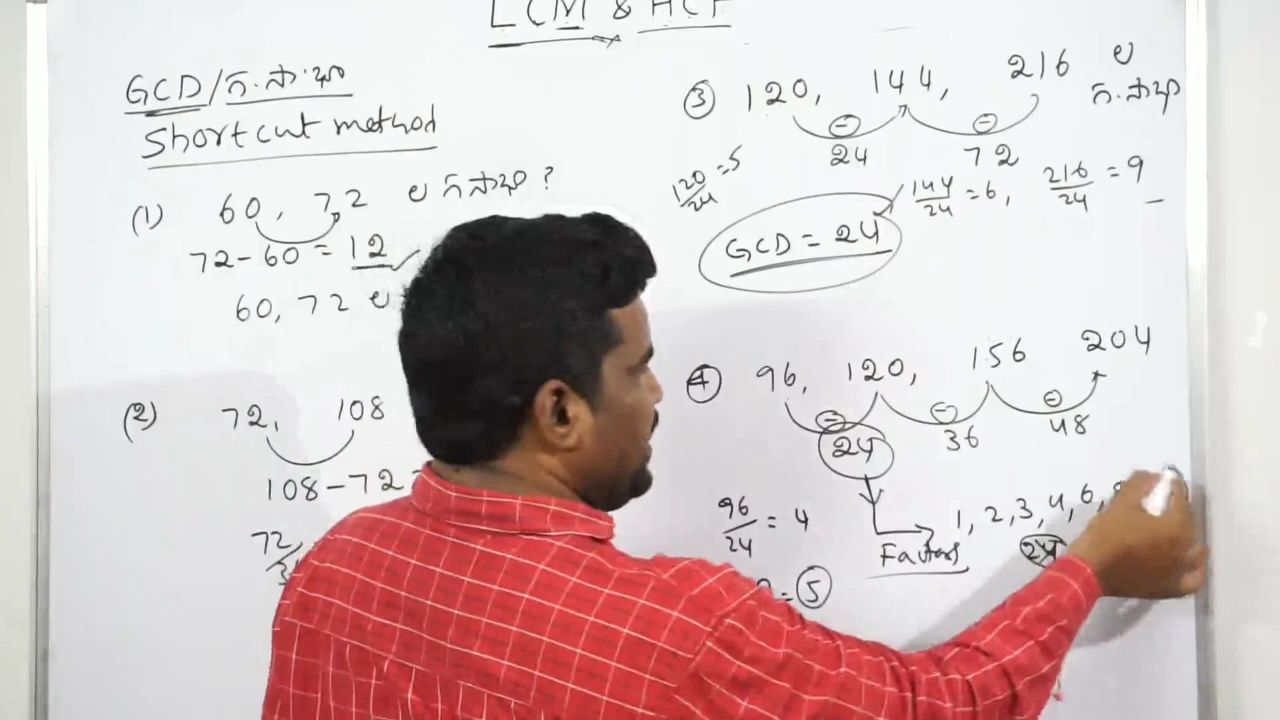 LCM & HCF
GCD/గ.సా.భా
Shortcut method
(1) 60, 72 ల గ.సా.భా ?
72-60 = 12
60, 72 ల
(2) 72, 108
108-72
72
③ 120, 144, 216 ల
గ.సా.భా
24 72
120/24 = 5
144/24 = 6, 216/24 = 9
GCD = 24
④ 96, 120, 156 204
24 36 48
96/24 = 4
1, 2, 3, 4, 6,
Factors 24
= 5